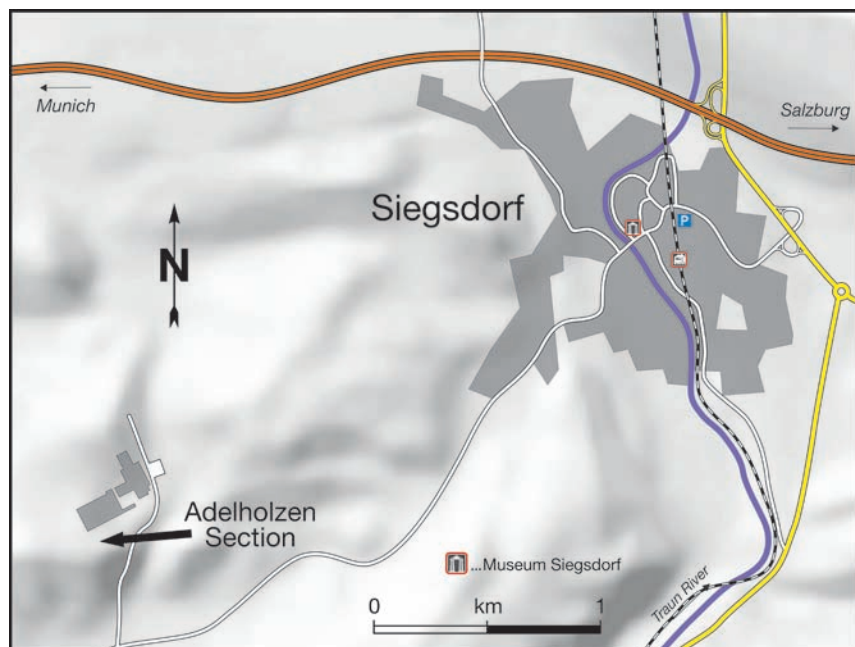 Munich
Salzburg
Siegsdorf
P
N
Adelholzen
Section
...Museum Siegsdorf
Traun River
0 km 1